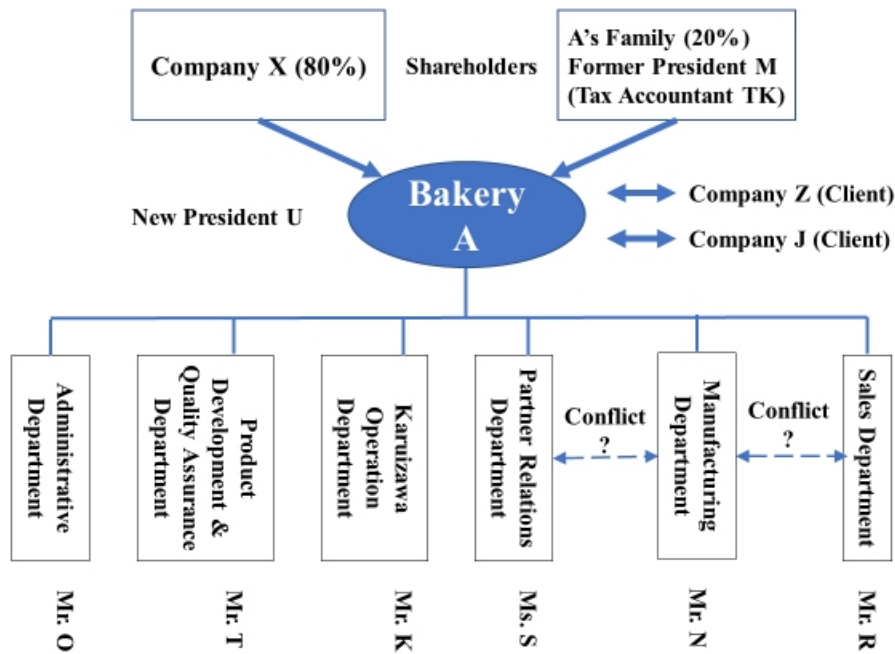 Company X (80%)
Shareholders
A's Family (20%)
Former President M
(Tax Accountant TK)
New President U
Bakery
A
Company Z (Client)
Company J (Client)
Administrative
Department
Product
Development &
Quality Assurance
Department
Karuizawa
Operation
Department
Partner Relations
Department
Conflict
?
Manufacturing
Department
Conflict
?
Sales Department
Mr. O
Mr. T
Mr. K
Ms. S
Mr. N
Mr. R